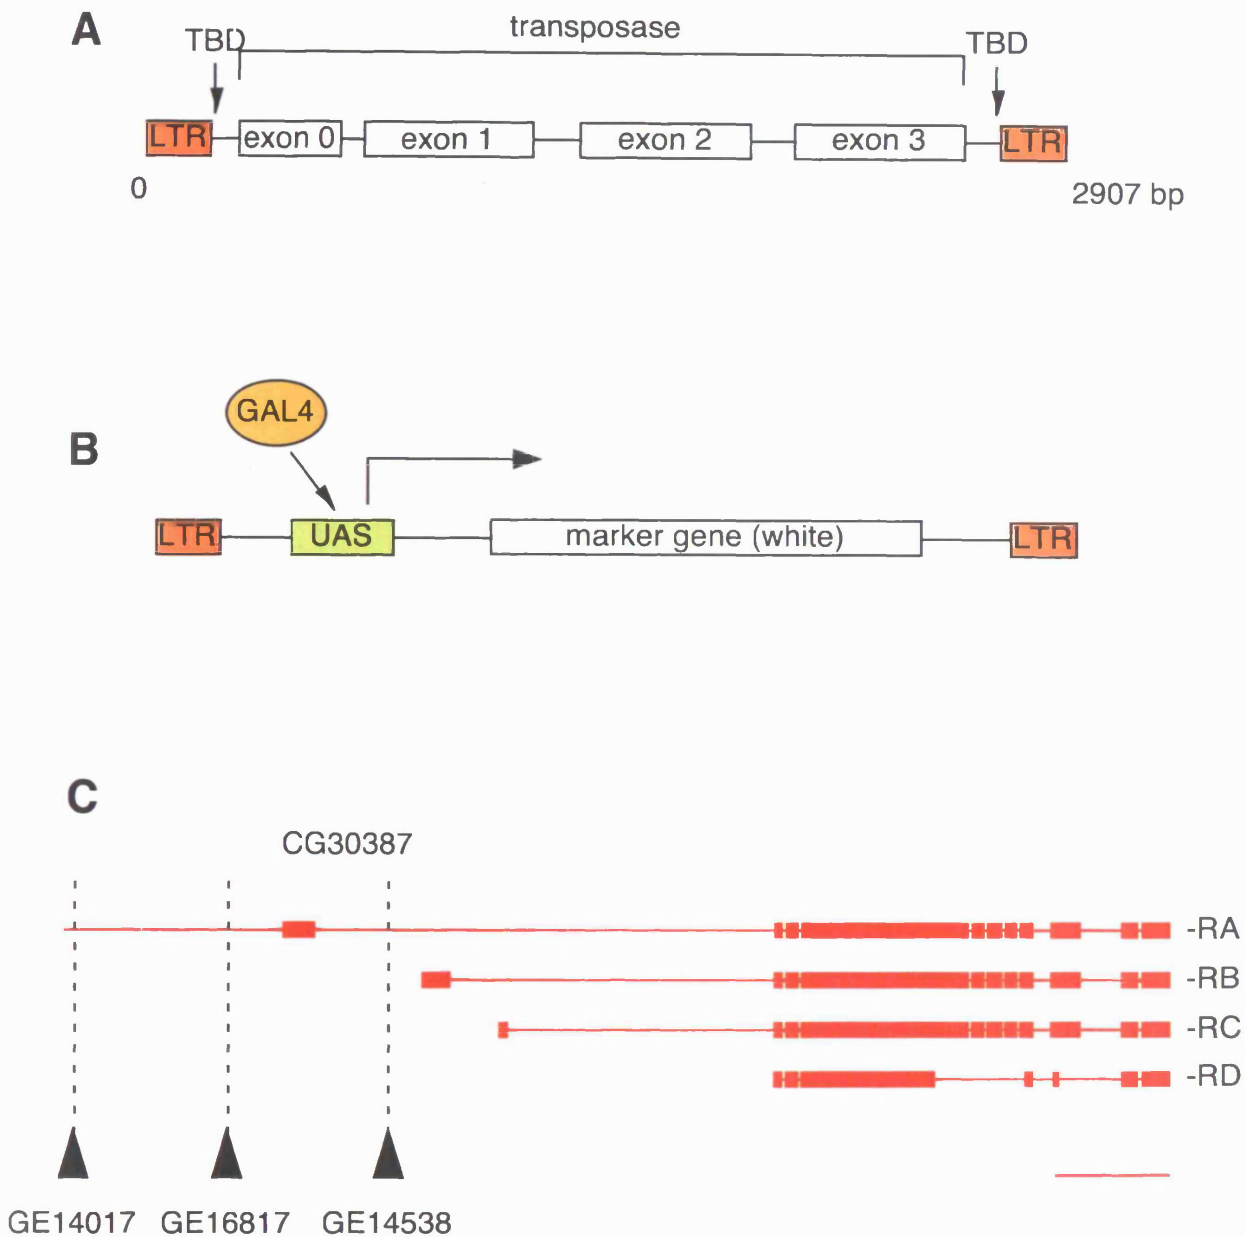 A
transposase
TBD
TBD
LTR
exon 0
exon 1
exon 2
exon 3
LTR
0
2907 bp
GAL4
B
LTR
UAS
marker gene (white)
LTR
C
CG30387
-RA
-RB
-RC
-RD
GE14017
GE16817
GE14538